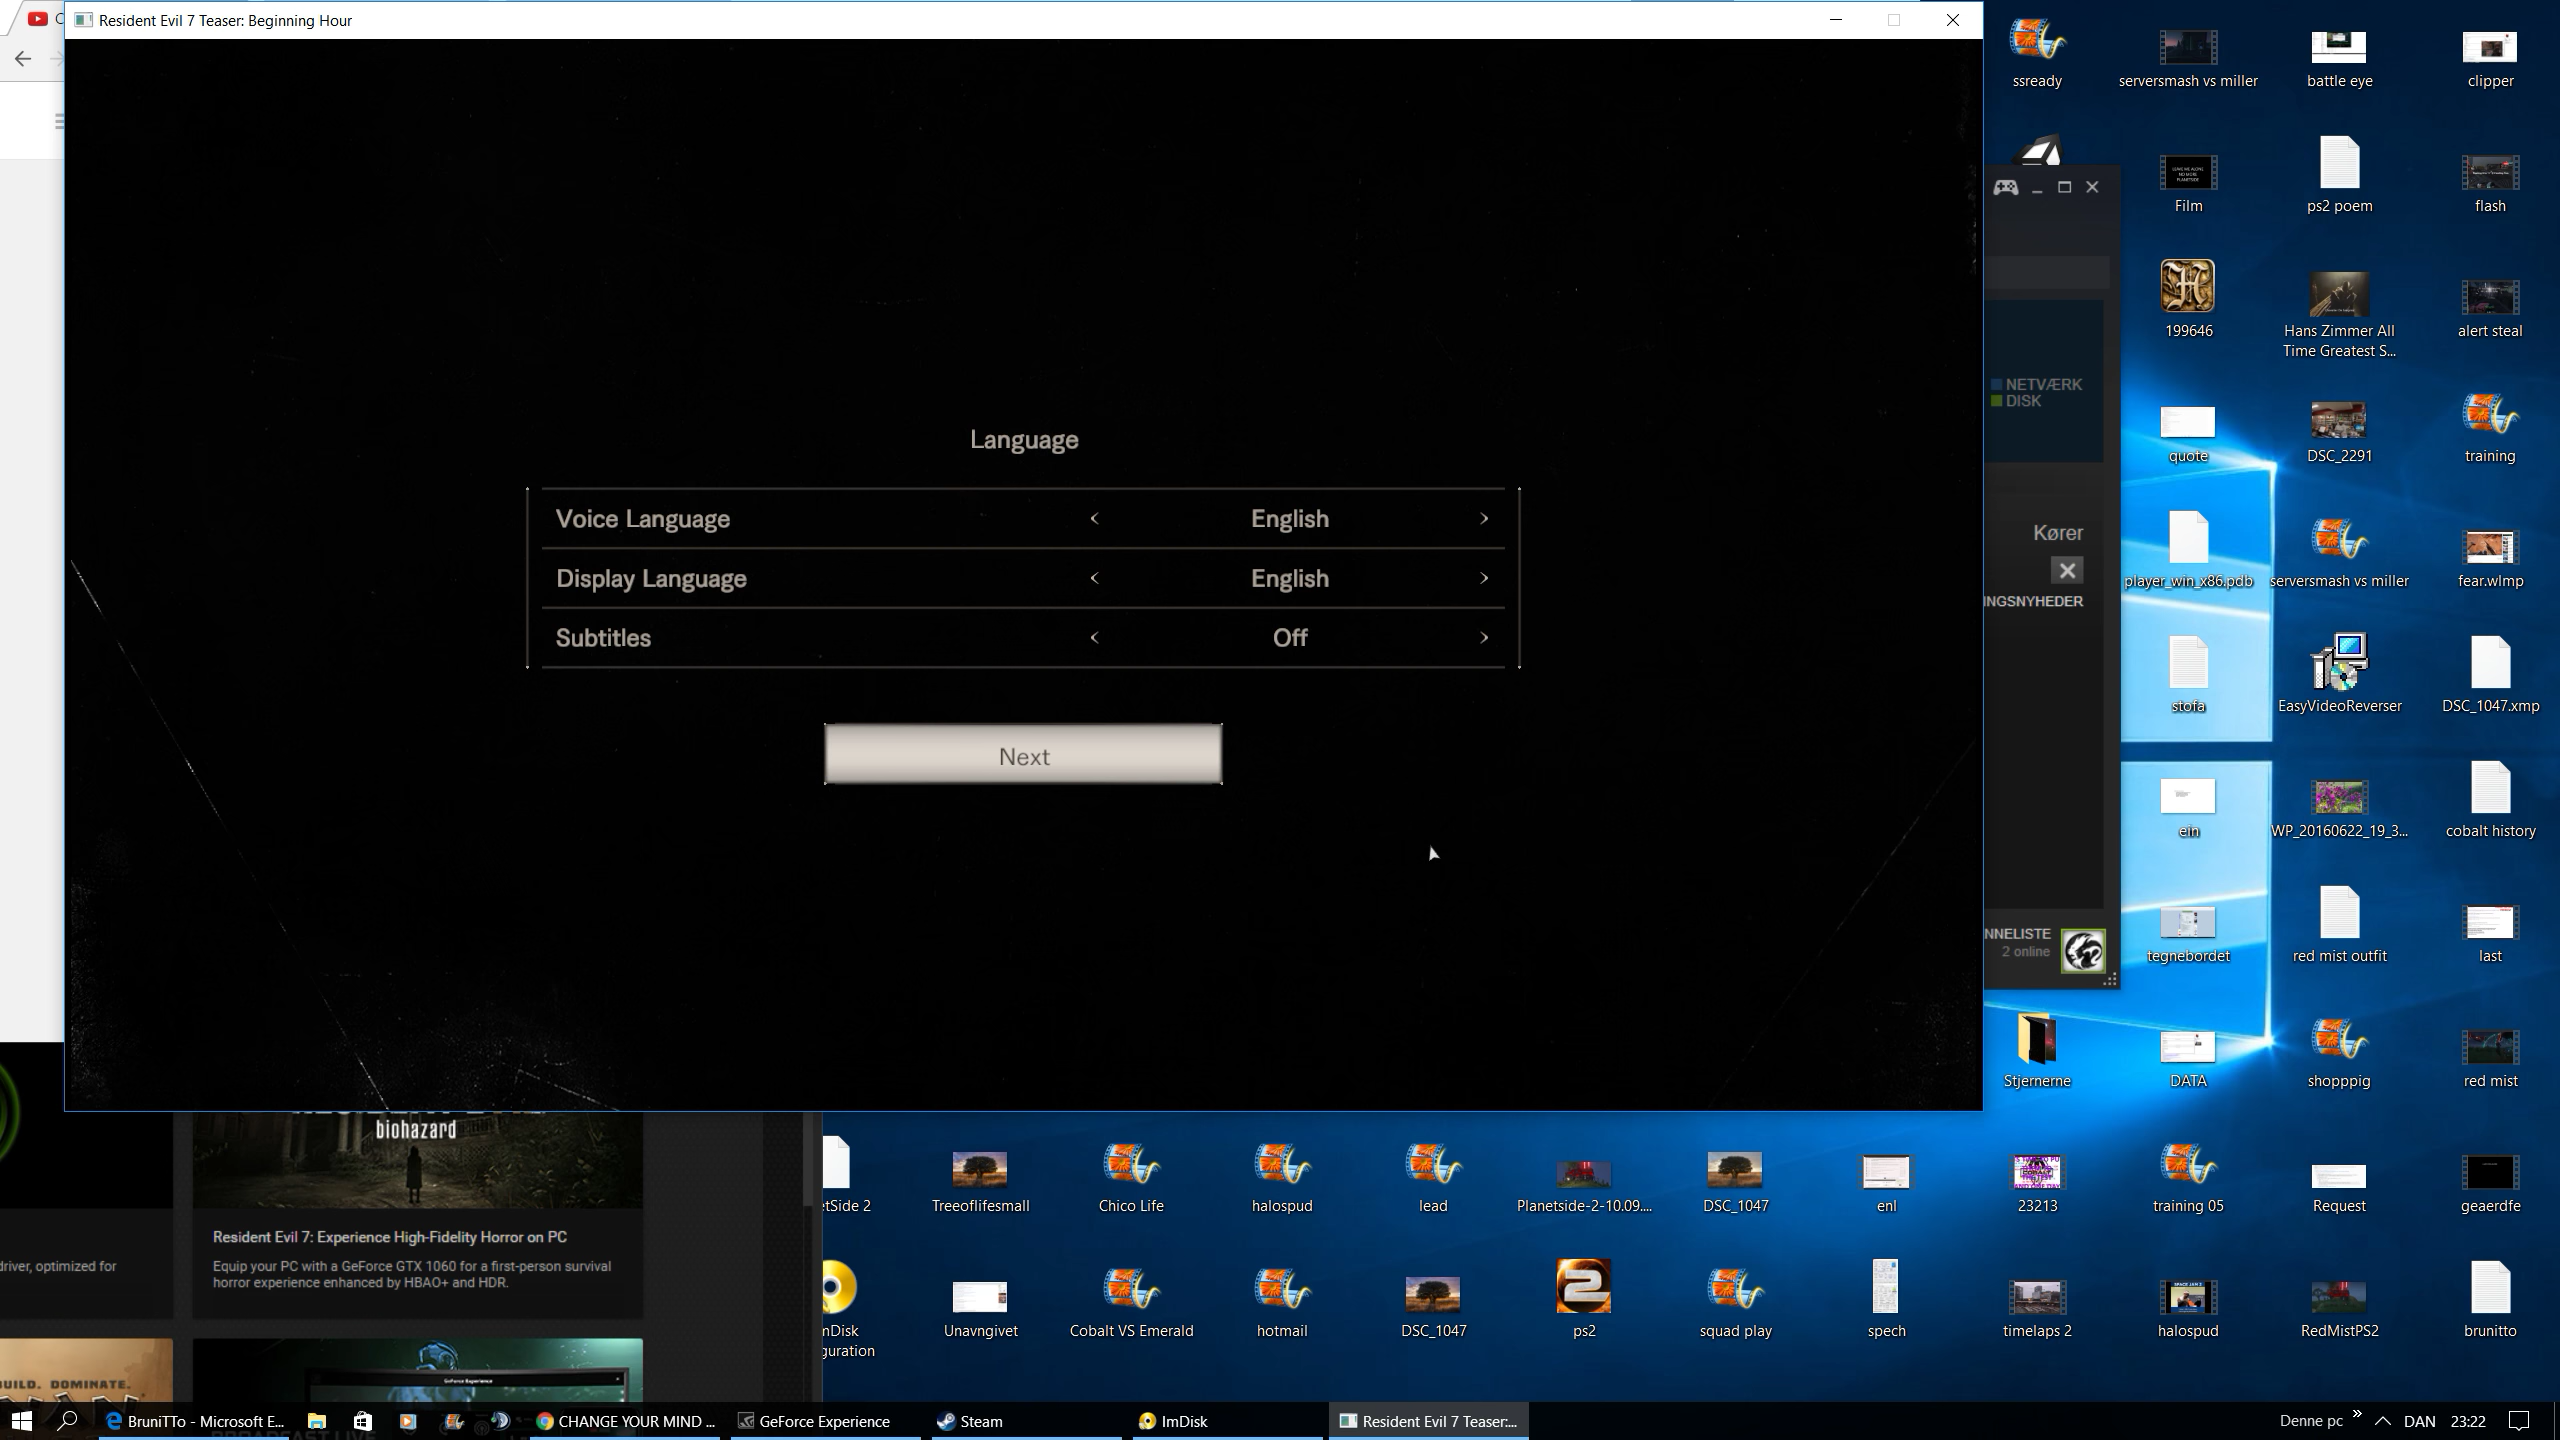 Resident Evil 7 Teaser: Beginning Hour
Language
Voice Language
English
Display Language
English
Subtitles
Off
Next
NETVÆRK
DISK
Kører
INGSNYHEDER
NNELISTE
2 online
ssready
serversmash vs miller
battle eye
clipper
Film
ps2 poem
flash
199646
Hans Zimmer All
Time Greatest S...
alert steal
quote
DSC_2291
training
player_win_x86.pdb
serversmash vs miller
fear.wlmp
stofa
EasyVideoReverser
DSC_1047.xmp
ein
WP_20160622_19_3...
cobalt history
tegnebordet
red mist outfit
last
Stjernerne
DATA
shopppig
red mist
biohazard
Resident Evil 7: Experience High-Fidelity Horror on PC
Equip your PC with a GeForce GTX 1060 for a first-person survival
horror experience enhanced by HBAO+ and HDR.
driver, optimized for
etSide 2
Treeoflifesmall
Chico Life
halospud
lead
Planetside-2-10.09....
DSC_1047
enl
23213
training 05
Request
geaerdfe
mDisk
guration
Unavngivet
Cobalt VS Emerald
hotmail
DSC_1047
ps2
squad play
spech
timelaps 2
halospud
RedMistPS2
brunitto
UILD. DOMINATE.
GeForce Experience
BruniTTo - Microsoft E...
CHANGE YOUR MIND ...
GeForce Experience
Steam
ImDisk
Resident Evil 7 Teaser:...
Denne pc
DAN
23:22